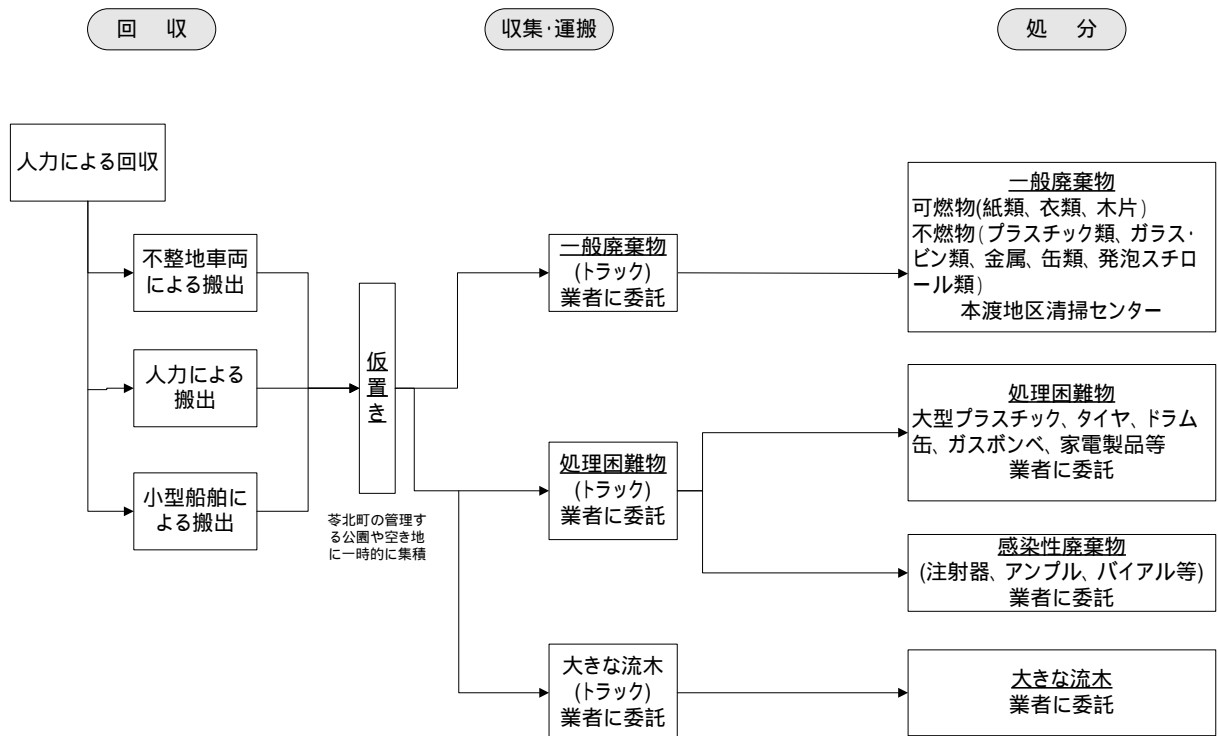 回　収
収集･運搬
処　分
人力による回収
不整地車両
による搬出
人力による
搬出
小型船舶に
よる搬出
仮置き
苓北町の管理す
る公園や空き地
に一時的に集積
一般廃棄物
(トラック)
業者に委託
処理困難物
(トラック)
業者に委託
大きな流木
(トラック)
業者に委託
一般廃棄物
可燃物(紙類、衣類、木片)
不燃物(プラスチック類、ガラス･
ビン類、金属、缶類、発泡スチロ
ール類)
本渡地区清掃センター
処理困難物
大型プラスチック、タイヤ、ドラム
缶、ガスボンベ、家電製品等
業者に委託
感染性廃棄物
(注射器、アンプル、バイアル等)
業者に委託
大きな流木
業者に委託